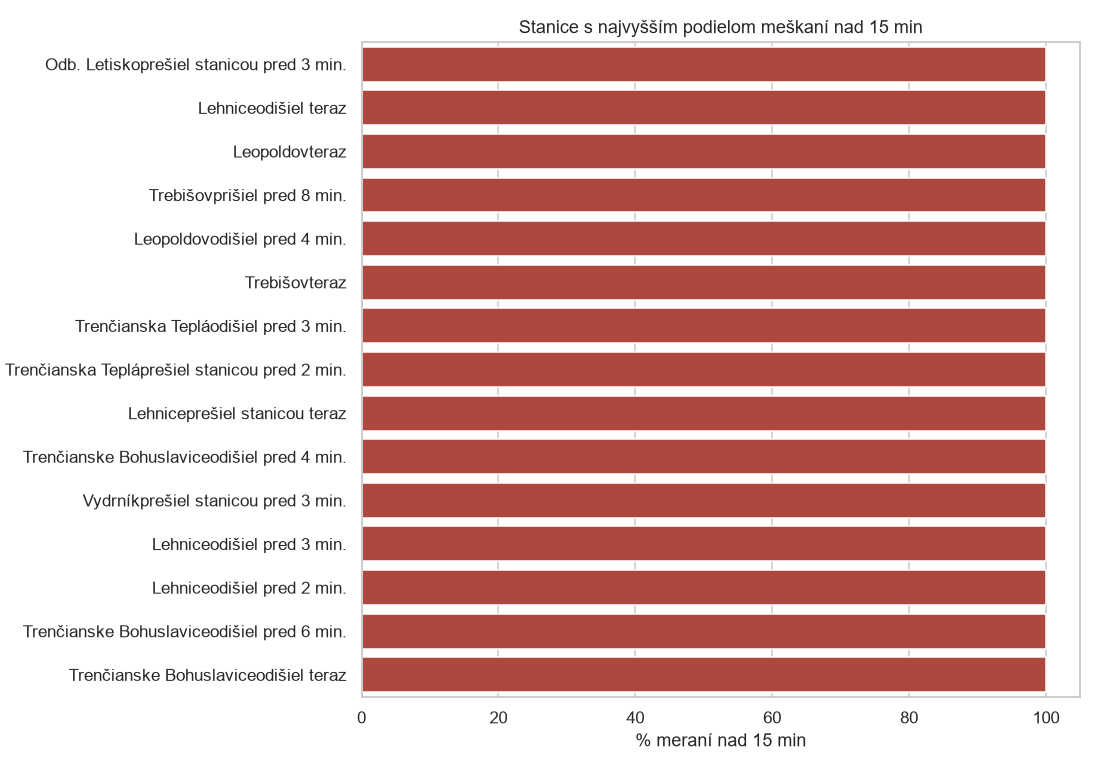 Stanice s najvyšším podielom meškaní nad 15 min
Odb. Letiskoprešiel stanicou pred 3 min.
Lehniceodišiel teraz
Leopoldovteraz
Trebišovprišiel pred 8 min.
Leopoldovodišiel pred 4 min.
Trebišovteraz
Trenčianska Tepláodišiel pred 3 min.
Trenčianska Tepláprešiel stanicou pred 2 min.
Lehniceprešiel stanicou teraz
Trenčianske Bohuslaviceodišiel pred 4 min.
Vydrníkprešiel stanicou pred 3 min.
Lehniceodišiel pred 3 min.
Lehniceodišiel pred 2 min.
Trenčianske Bohuslaviceodišiel pred 6 min.
Trenčianske Bohuslaviceodišiel teraz
0 20 40 60 80 100
% meraní nad 15 min